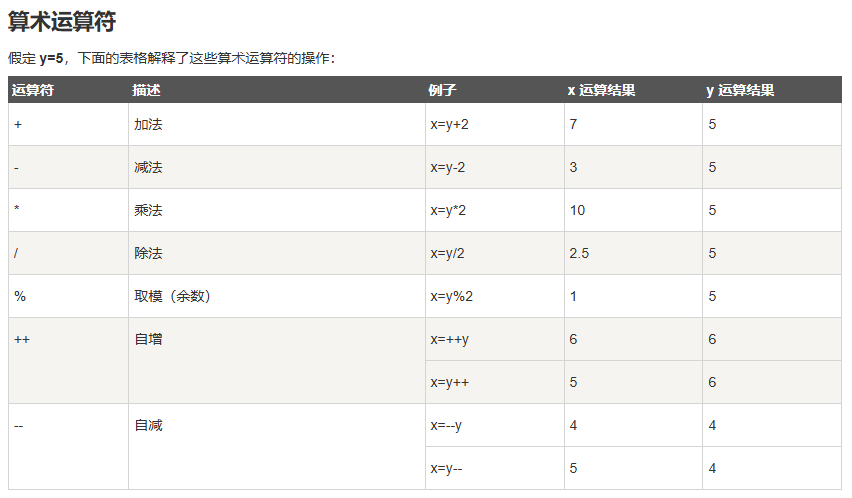 算术运算符
假定 y=5，下面的表格解释了这些算术运算符的操作：
运算符 描述 例子 x 运算结果 y 运算结果
+ 加法 x=y+2 7 5
- 减法 x=y-2 3 5
* 乘法 x=y*2 10 5
/ 除法 x=y/2 2.5 5
% 取模（余数） x=y%2 1 5
++ 自增 x=++y 6 6
x=y++ 5 6
-- 自减 x=--y 4 4
x=y-- 5 4